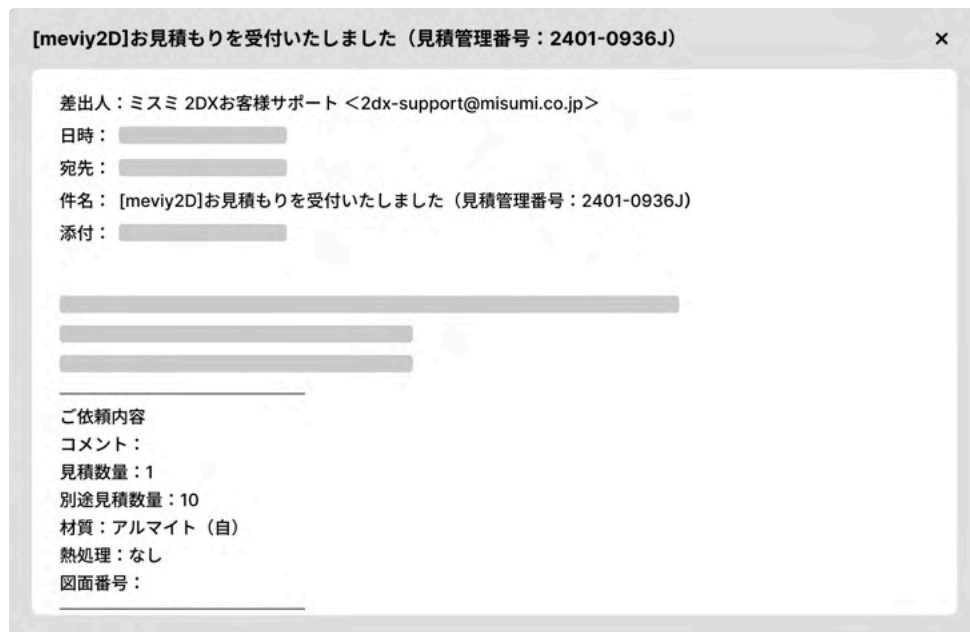 [meviy2D]お見積もりを受付いたしました（見積管理番号：2401-0936J）
×
差出人：ミスミ 2DXお客様サポート ＜2dx-support@misumi.co.jp＞
日時：
宛先：
件名： [meviy2D]お見積もりを受付いたしました（見積管理番号：2401-0936J）
添付：
ご依頼内容
コメント：
見積数量：1
別途見積数量：10
材質：アルマイト（自）
熱処理：なし
図面番号：